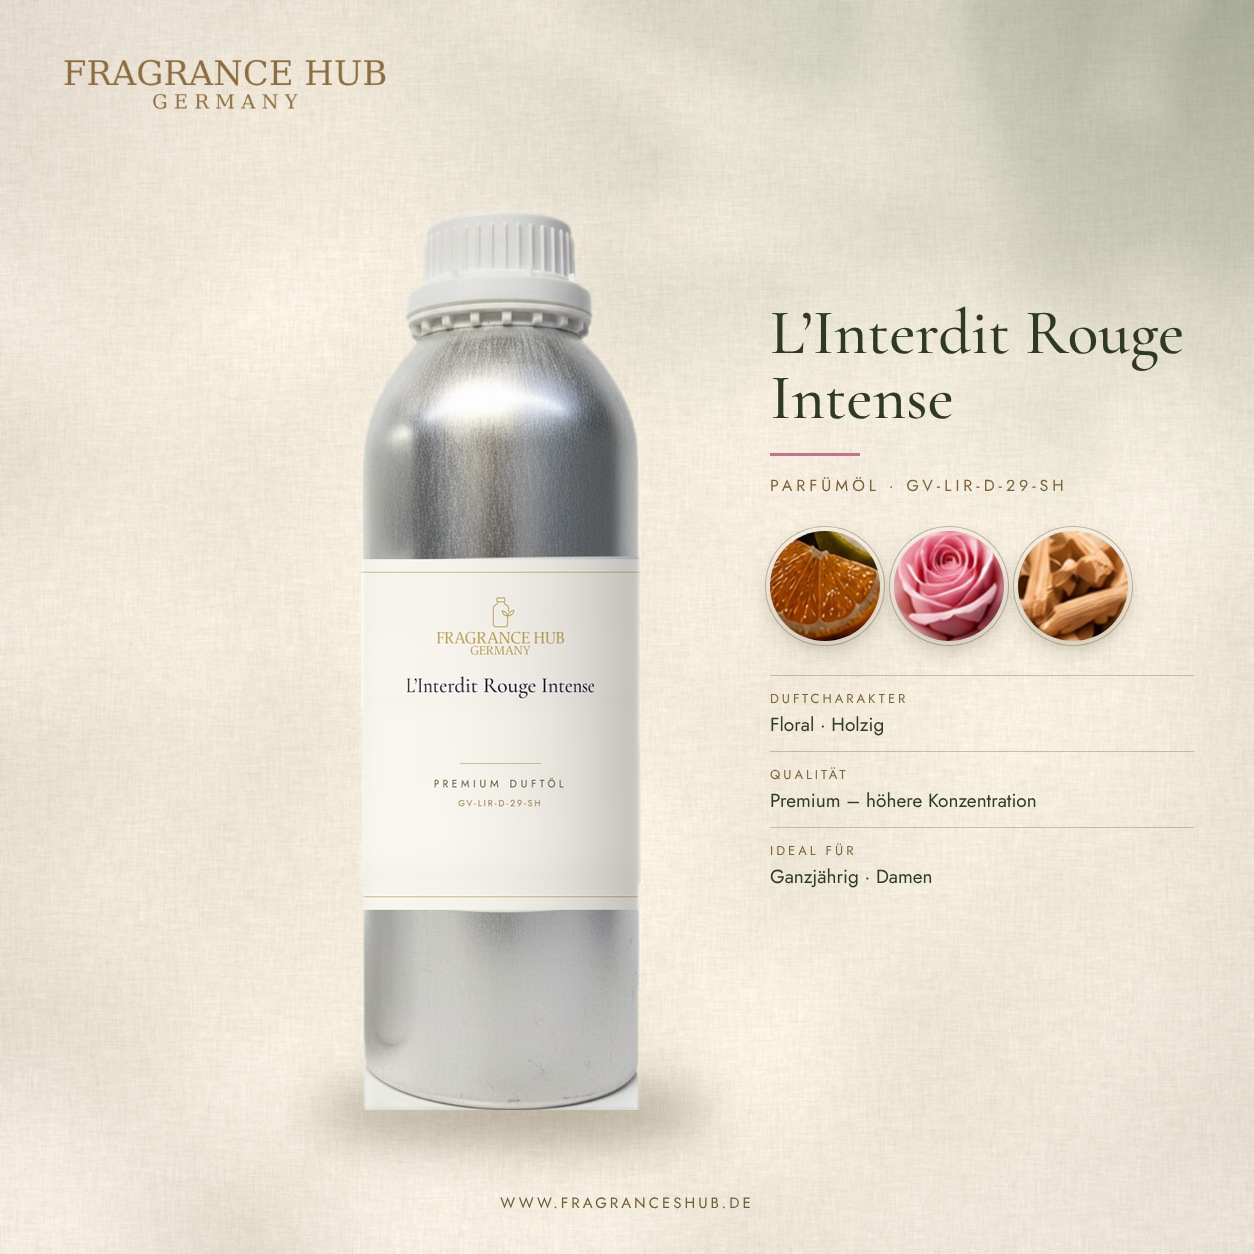 FRAGRANCE HUB
GERMANY
L’Interdit Rouge
Intense
PARFÜMÖL · GV-LIR-D-29-SH
DUFTCHARAKTER
Floral · Holzig
QUALITÄT
Premium – höhere Konzentration
IDEAL FÜR
Ganzjährig · Damen
FRAGRANCE HUB
GERMANY
L’Interdit Rouge Intense
PREMIUM DUFTÖL
GV-LIR-D-29-SH
WWW.FRAGRANCESHUB.DE